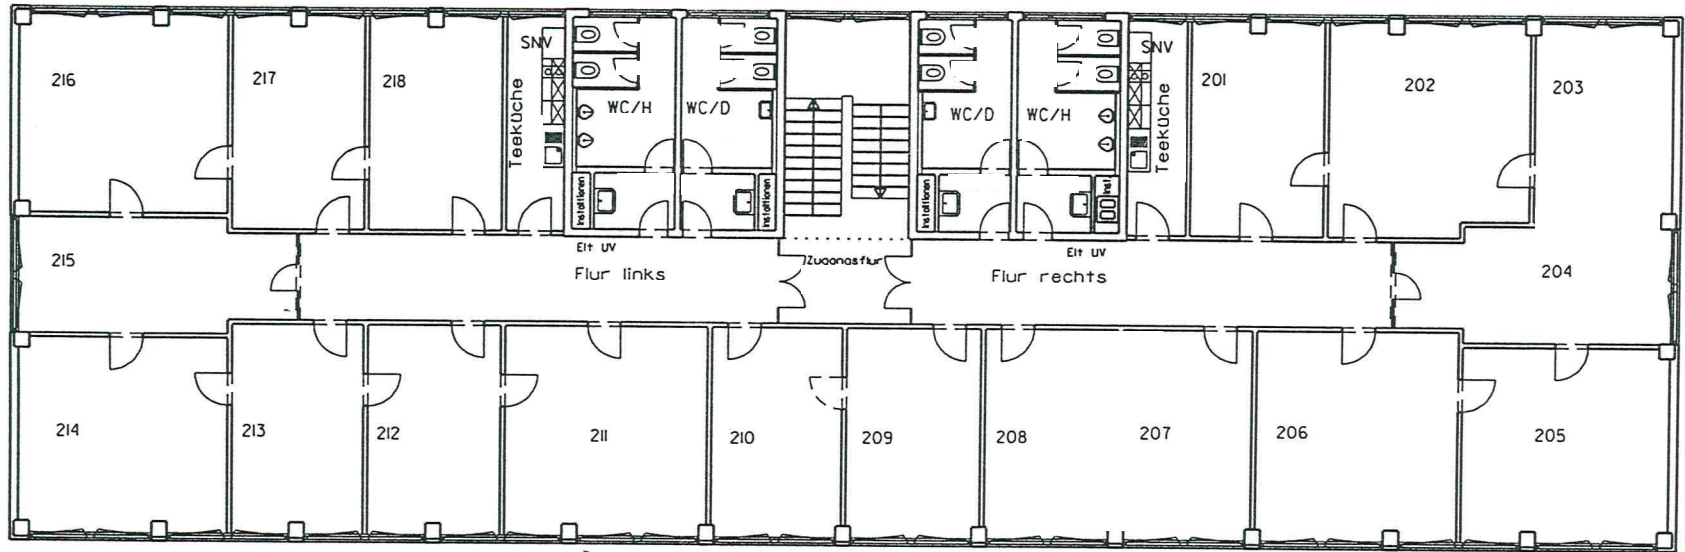 SNV
SNV
216
217
218
Teeküche
WC/H
WC/D
WC/D
WC/H
Teeküche
201
202
203
Installationen
Installationen
Installationen
Inst
Elt UV
Elt UV
215
Flur links
Zugangsflur
Flur rechts
204
214
213
212
211
210
209
208
207
206
205